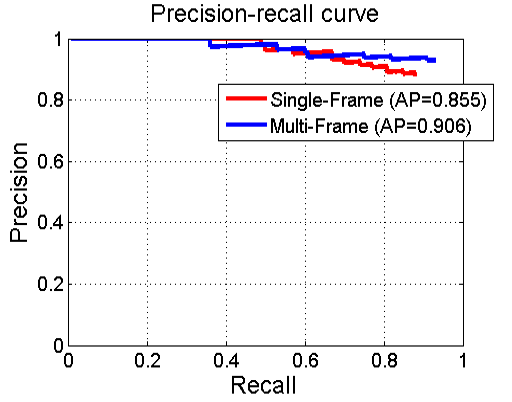 Precision-recall curve
1
0.8
0.6
0.4
0.2
0
Precision
Single-Frame (AP=0.855)
Multi-Frame (AP=0.906)
0 0.2 0.4 0.6 0.8 1
Recall